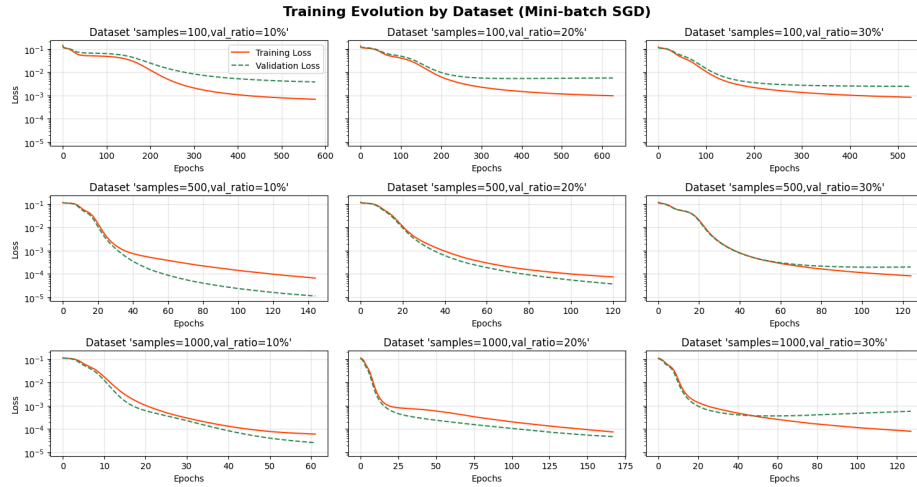 Training Evolution by Dataset (Mini-batch SGD)
Dataset 'samples=100,val_ratio=10%'
Dataset 'samples=100,val_ratio=20%'
Dataset 'samples=100,val_ratio=30%'
Training Loss
Validation Loss
Loss
10⁻¹
10⁻²
10⁻³
10⁻⁴
10⁻⁵
0 100 200 300 400 500 600
0 100 200 300 400 500 600
0 100 200 300 400 500
Epochs
Epochs
Epochs
Dataset 'samples=500,val_ratio=10%'
Dataset 'samples=500,val_ratio=20%'
Dataset 'samples=500,val_ratio=30%'
Loss
10⁻¹
10⁻²
10⁻³
10⁻⁴
10⁻⁵
0 20 40 60 80 100 120 140
0 20 40 60 80 100 120
0 20 40 60 80 100 120
Epochs
Epochs
Epochs
Dataset 'samples=1000,val_ratio=10%'
Dataset 'samples=1000,val_ratio=20%'
Dataset 'samples=1000,val_ratio=30%'
Loss
10⁻¹
10⁻²
10⁻³
10⁻⁴
10⁻⁵
0 10 20 30 40 50 60
0 25 50 75 100 125 150 175
0 20 40 60 80 100 120
Epochs
Epochs
Epochs